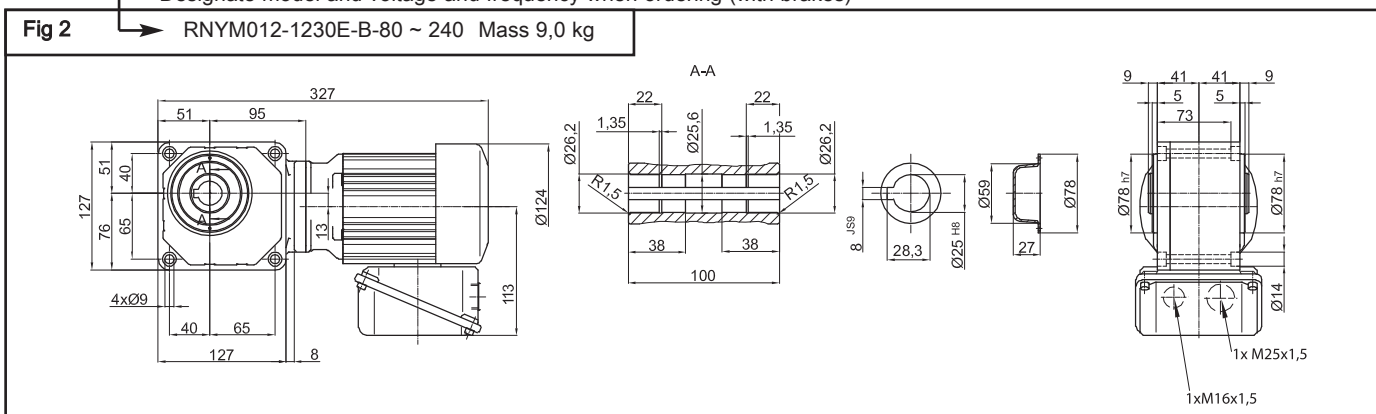 Designate model and voltage and frequency when ordering (with brakes)
Fig 2 RNYM012-1230E-B-80 ~ 240 Mass 9,0 kg
327
51 95
51
40
127
76
65
A
A
13
Ø124
113
4xØ9
40 65
127 8
A-A
22 22
1,35 1,35
Ø26,2 Ø25,6 Ø26,2
R1,5 R1,5
38 38
100
8 JS9
28,3
Ø25 H8
Ø59
Ø78
27
9 41 41 9
5 5
73
Ø78 h7 Ø78 h7
Ø14
1x M25x1,5
1xM16x1,5